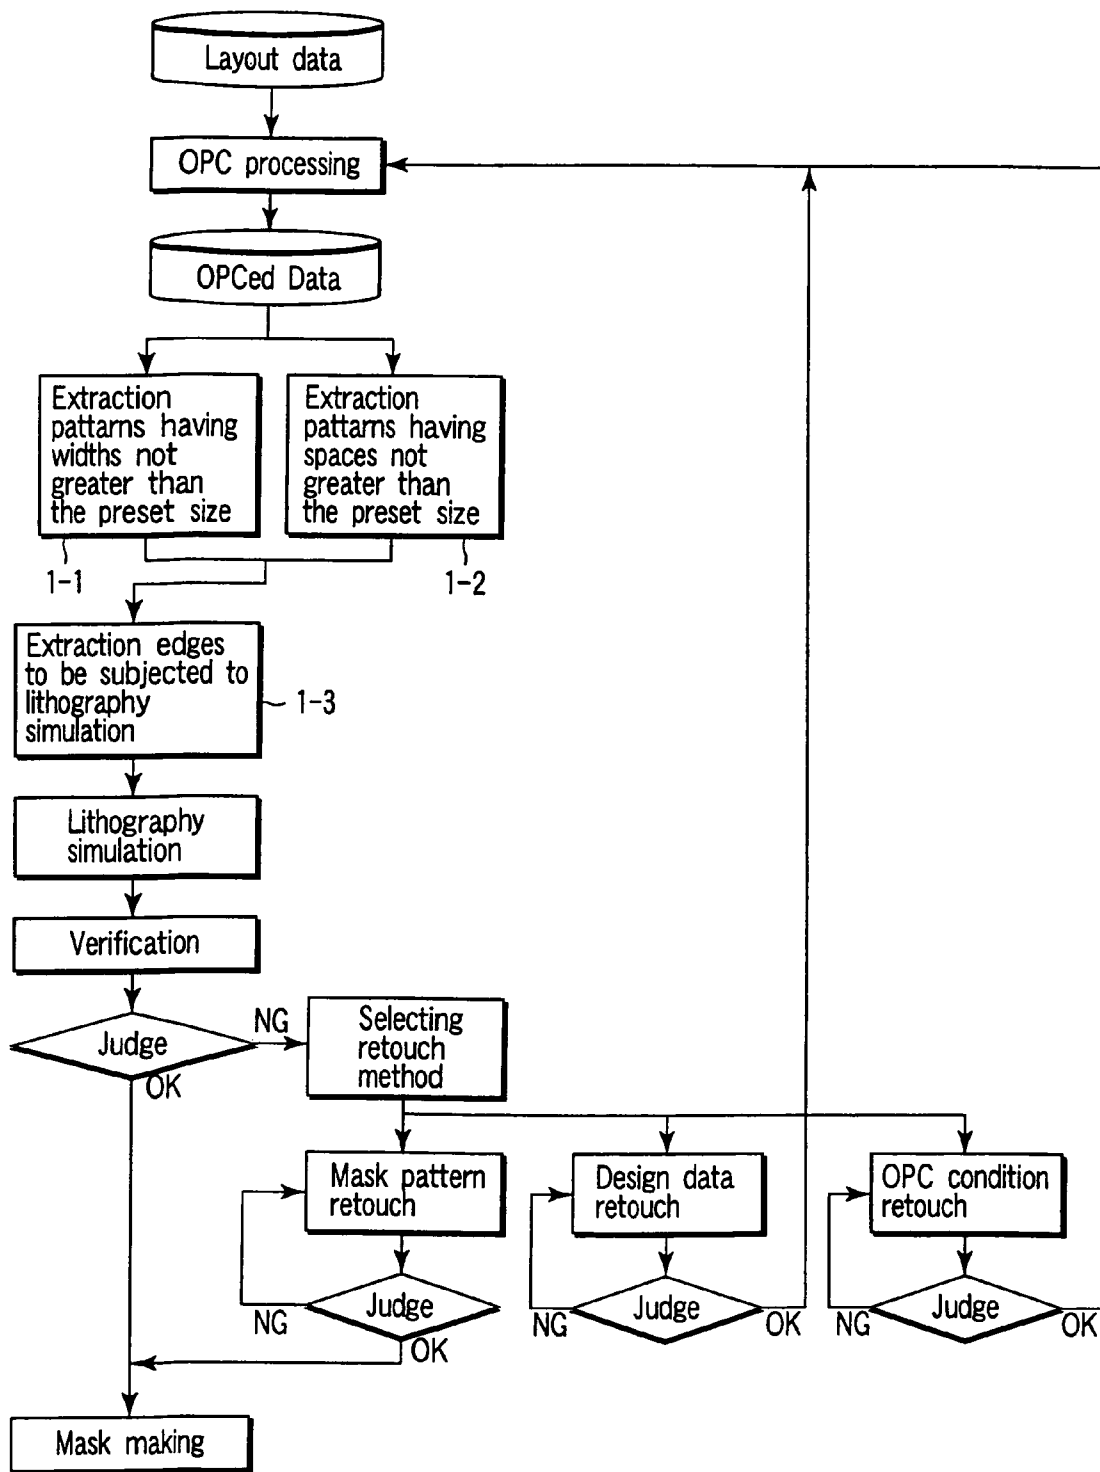 Layout data
OPC processing
OPCed Data
Extraction
pattarns having
widths not
greater than
the preset size
Extraction
pattarns having
spaces not
greater than
the preset size
1-1
1-2
Extraction edges
to be subjected to
lithography
simulation
1-3
Lithography
simulation
Verification
Judge
NG
OK
Selecting
retouch
method
Mask pattern
retouch
Design data
retouch
OPC condition
retouch
Judge
NG
OK
Judge
NG
OK
Judge
NG
OK
Mask making